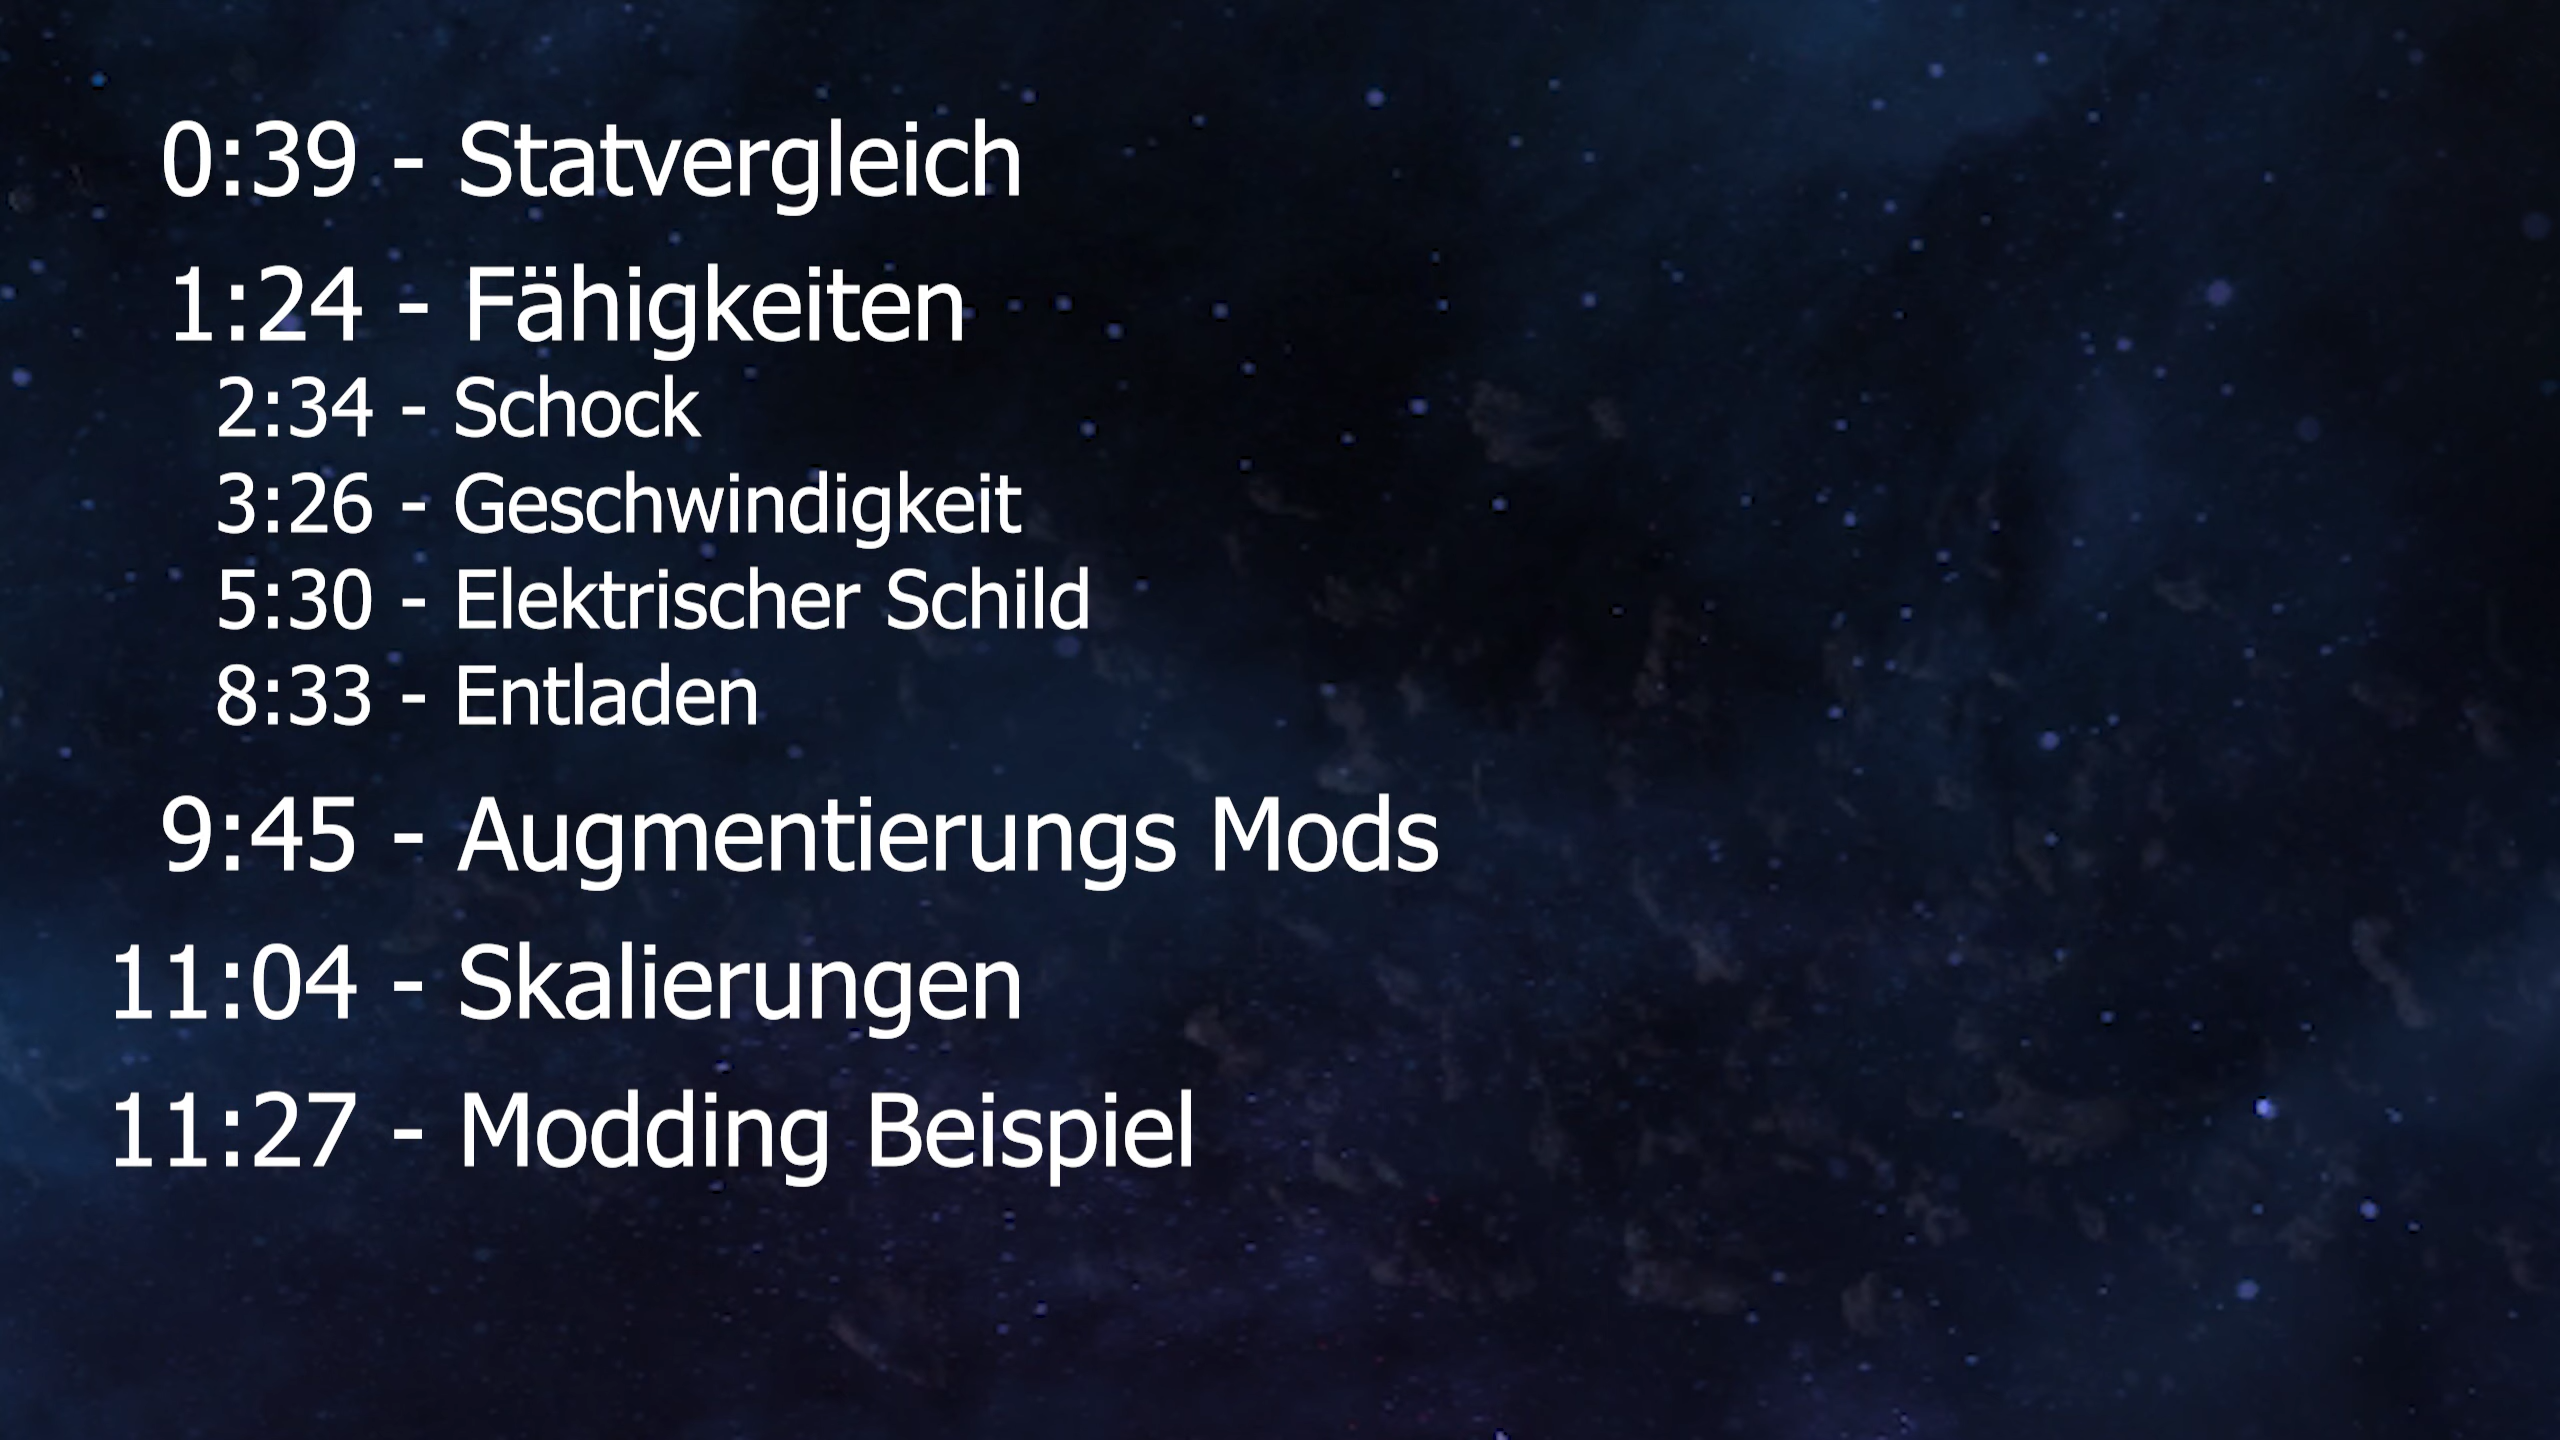 0:39 - Statvergleich
1:24 - Fähigkeiten
2:34 - Schock
3:26 - Geschwindigkeit
5:30 - Elektrischer Schild
8:33 - Entladen
9:45 - Augmentierungs Mods
11:04 - Skalierungen
11:27 - Modding Beispiel